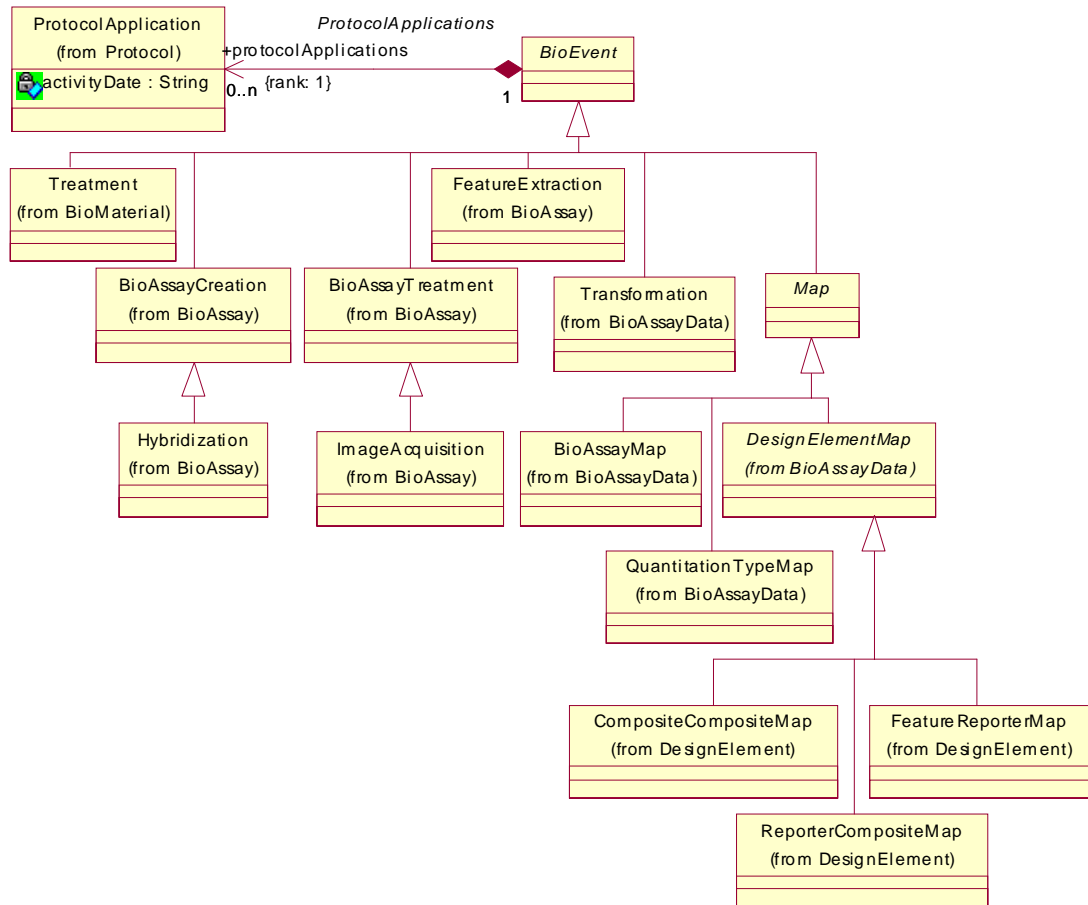 ProtocolApplication
(from Protocol)
activityDate : String
ProtocolApplications
+protocolApplications
0..n
{rank: 1}
1
BioEvent
Treatment
(from BioMaterial)
FeatureExtraction
(from BioAssay)
BioAssayCreation
(from BioAssay)
BioAssayTreatment
(from BioAssay)
Transformation
(from BioAssayData)
Map
Hybridization
(from BioAssay)
ImageAcquisition
(from BioAssay)
BioAssayMap
(from BioAssayData)
DesignElementMap
(from BioAssayData)
QuantitationTypeMap
(from BioAssayData)
CompositeCompositeMap
(from DesignElement)
FeatureReporterMap
(from DesignElement)
ReporterCompositeMap
(from DesignElement)